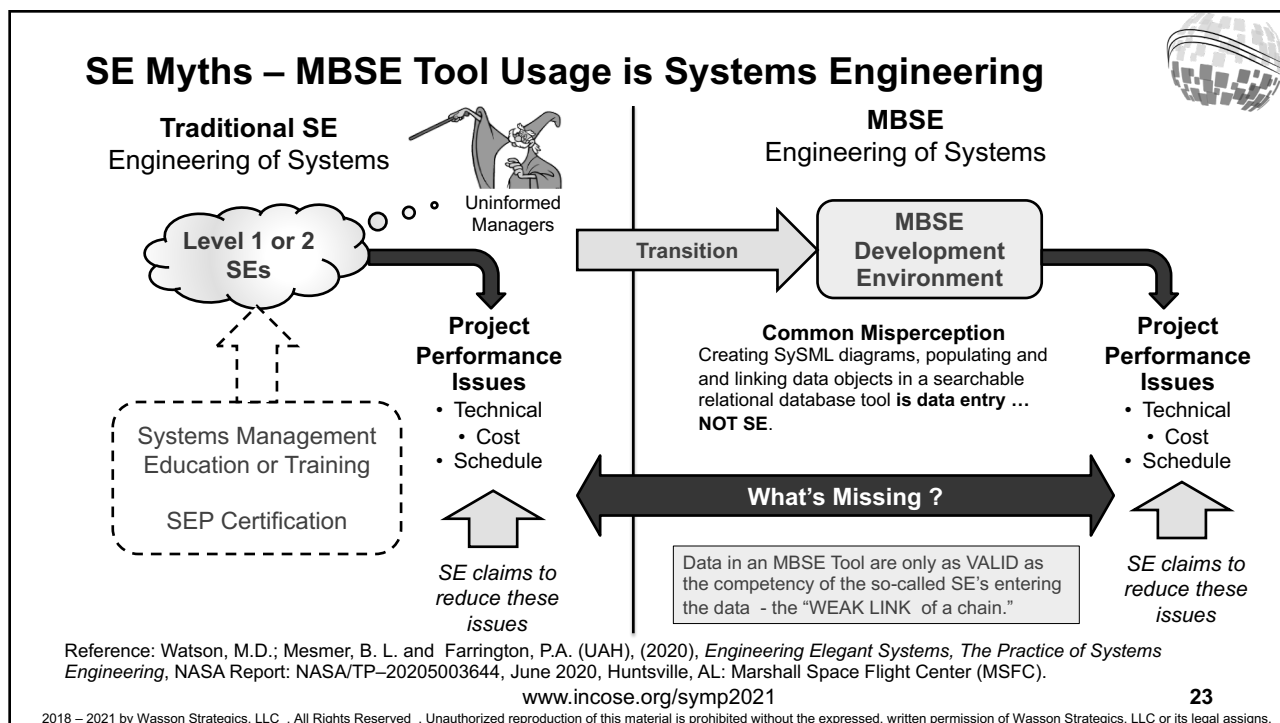 SE Myths – MBSE Tool Usage is Systems Engineering
Traditional SE
Engineering of Systems
Uninformed
Managers
Level 1 or 2
SEs
Project
Performance
Issues
• Technical
• Cost
• Schedule
Systems Management
Education or Training
SEP Certification
SE claims to
reduce these
issues
MBSE
Engineering of Systems
Transition
MBSE
Development
Environment
Common Misperception
Creating SySML diagrams, populating and
and linking data objects in a searchable
relational database tool is data entry …
NOT SE.
Project
Performance
Issues
• Technical
• Cost
• Schedule
What's Missing ?
Data in an MBSE Tool are only as VALID as
the competency of the so-called SE's entering
the data - the “WEAK LINK of a chain.”
SE claims to
reduce these
issues
Reference: Watson, M.D.; Mesmer, B. L. and Farrington, P.A. (UAH), (2020), Engineering Elegant Systems, The Practice of Systems
Engineering, NASA Report: NASA/TP–20205003644, June 2020, Huntsville, AL: Marshall Space Flight Center (MSFC).
www.incose.org/symp2021
23
2018 – 2021 by Wasson Strategics, LLC . All Rights Reserved . Unauthorized reproduction of this material is prohibited without the expressed, written permission of Wasson Strategics, LLC or its legal assigns